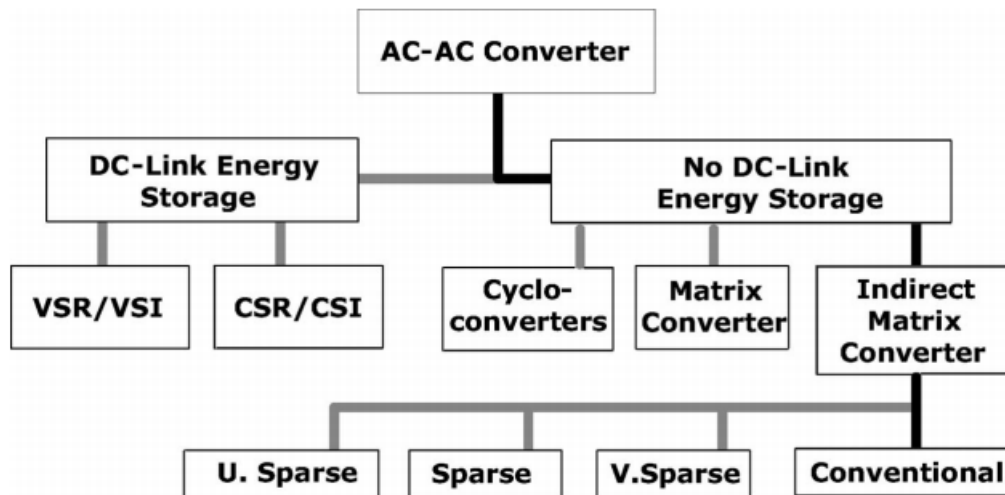 AC-AC Converter
DC-Link Energy
Storage
No DC-Link
Energy Storage
VSR/VSI
CSR/CSI
Cyclo-
converters
Matrix
Converter
Indirect
Matrix
Converter
U. Sparse
Sparse
V.Sparse
Conventional